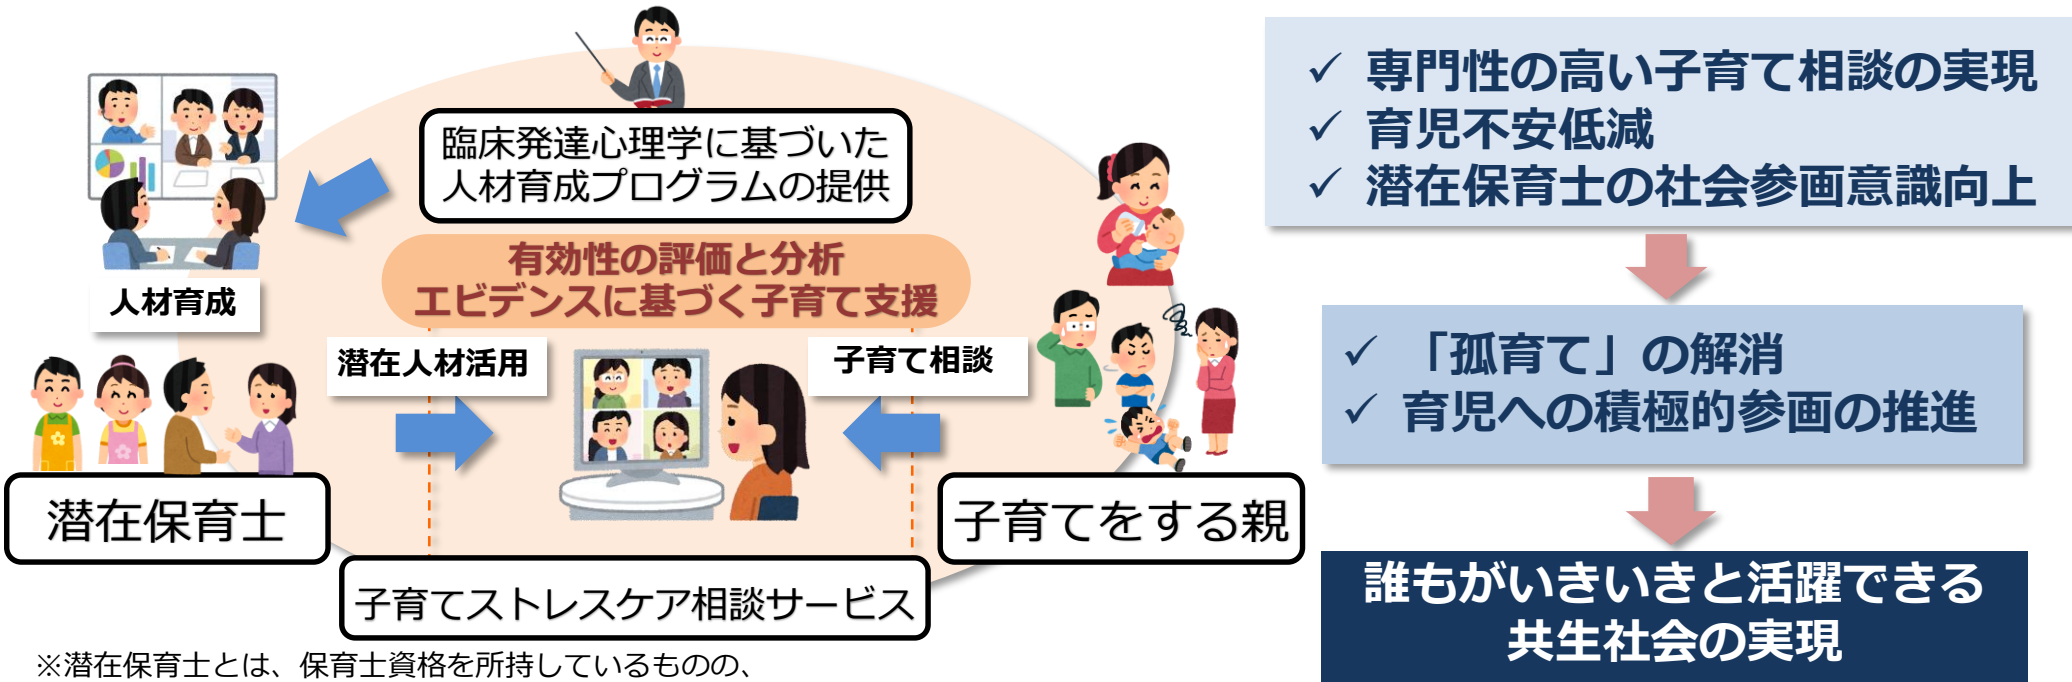 臨床発達心理学に基づいた
人材育成プログラムの提供
有効性の評価と分析
エビデンスに基づく子育て支援
人材育成
潜在人材活用
子育て相談
潜在保育士
子育てをする親
子育てストレスケア相談サービス
※潜在保育士とは、保育士資格を所持しているものの、
✓ 専門性の高い子育て相談の実現
✓ 育児不安低減
✓ 潜在保育士の社会参画意識向上
✓ 「孤育て」の解消
✓ 育児への積極的参画の推進
誰もがいきいきと活躍できる
共生社会の実現